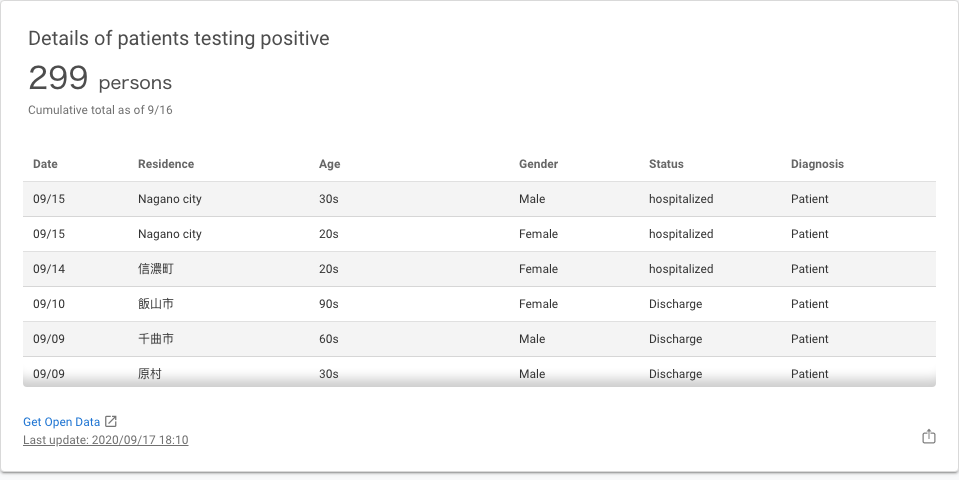 Details of patients testing positive
299 persons
Cumulative total as of 9/16
Date Residence Age Gender Status Diagnosis
09/15 Nagano city 30s Male hospitalized Patient
09/15 Nagano city 20s Female hospitalized Patient
09/14 信濃町 20s Female hospitalized Patient
09/10 飯山市 90s Female Discharge Patient
09/09 千曲市 60s Male Discharge Patient
09/09 原村 30s Male Discharge Patient
Get Open Data
Last update: 2020/09/17 18:10